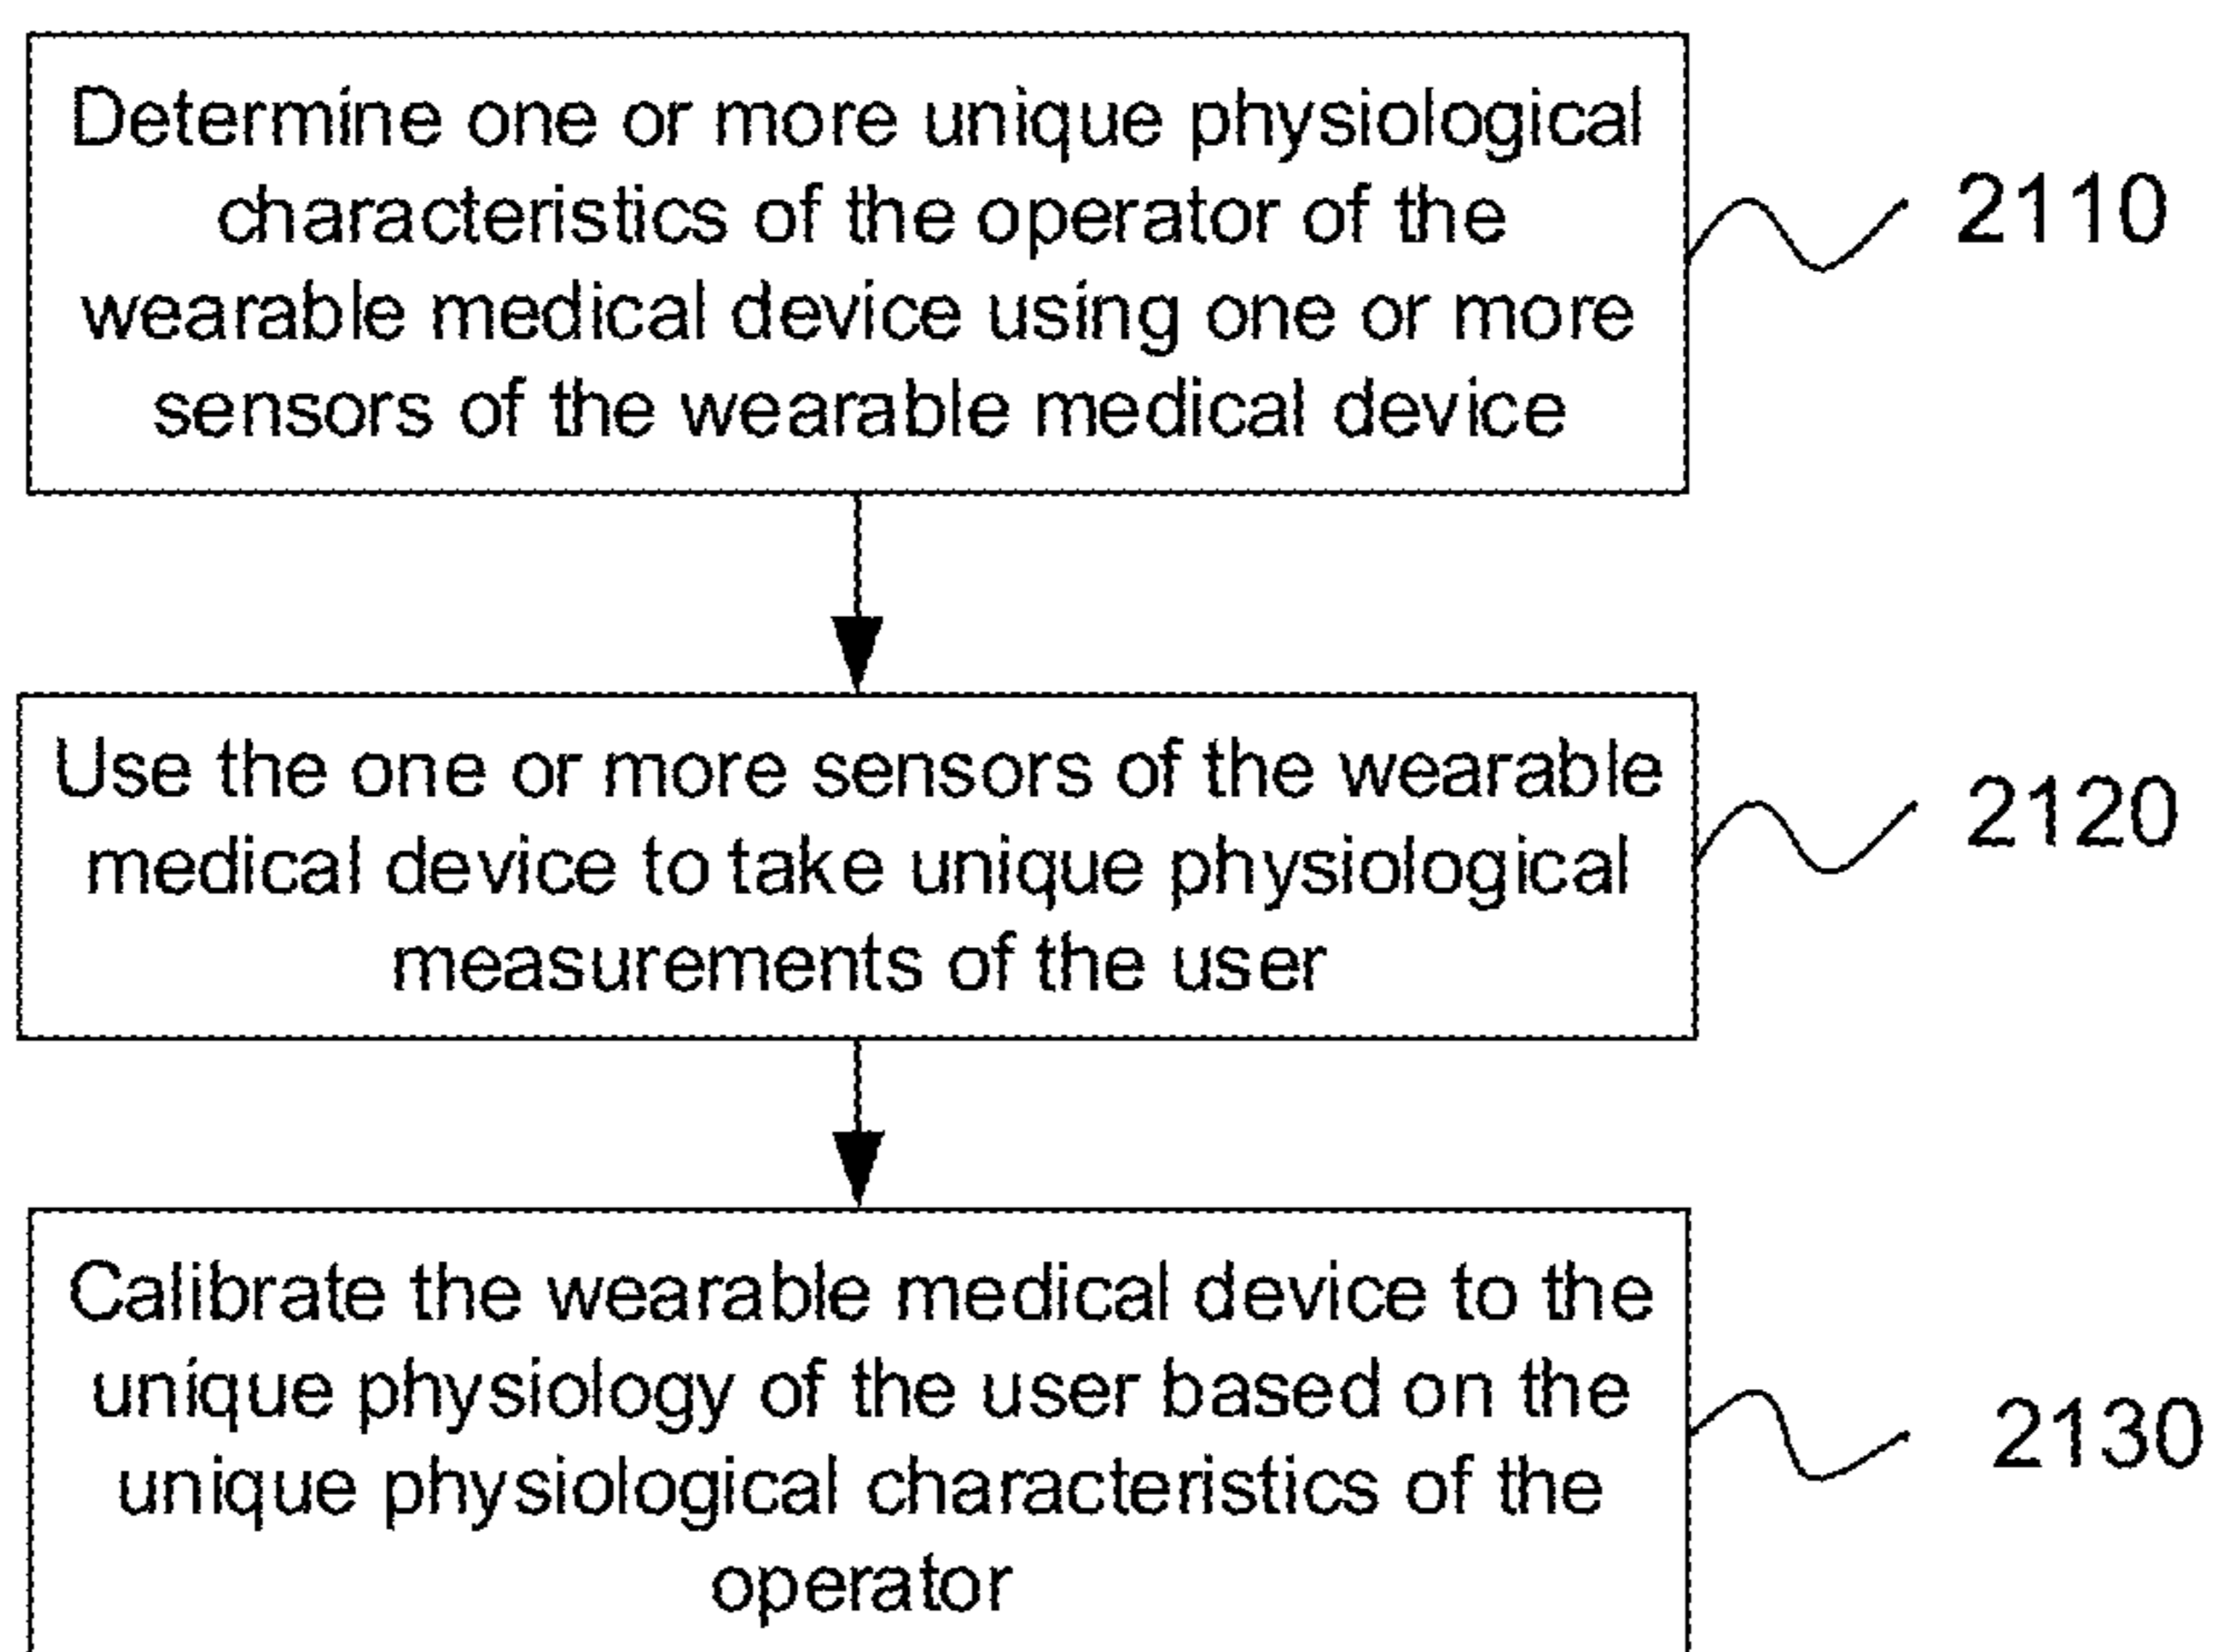 Determine one or more unique physiological
characteristics of the operator of the
wearable medical device using one or more
sensors of the wearable medical device
2110
Use the one or more sensors of the wearable
medical device to take unique physiological
measurements of the user
2120
Calibrate the wearable medical device to the
unique physiology of the user based on the
unique physiological characteristics of the
operator
2130